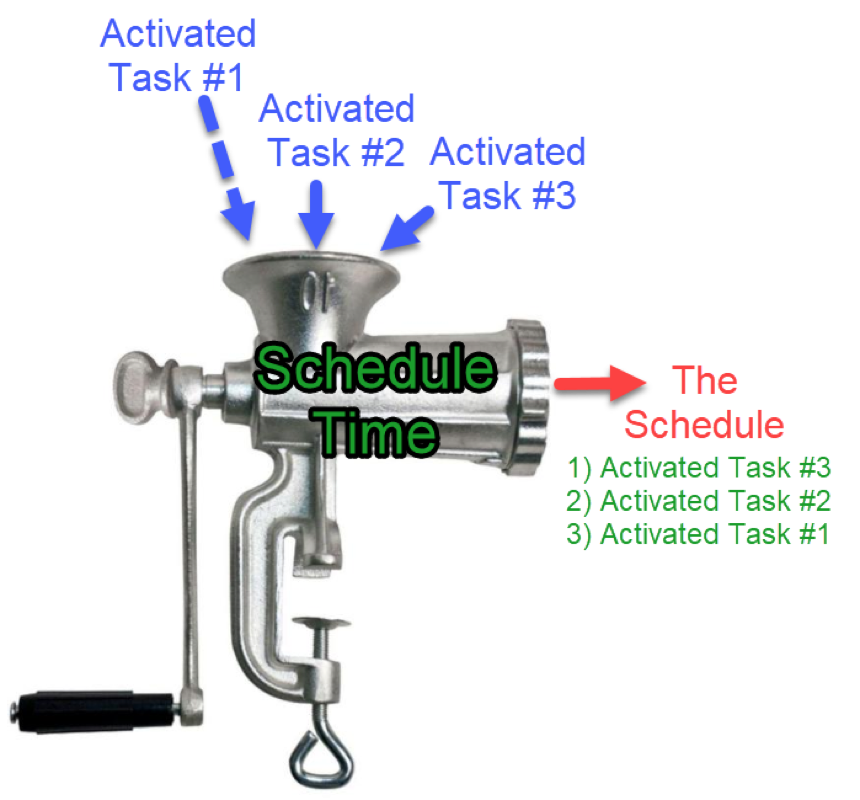 Activated
Task #1
Activated
Task #2
Activated
Task #3
10
Schedule
Time
The
Schedule
1) Activated Task #3
2) Activated Task #2
3) Activated Task #1